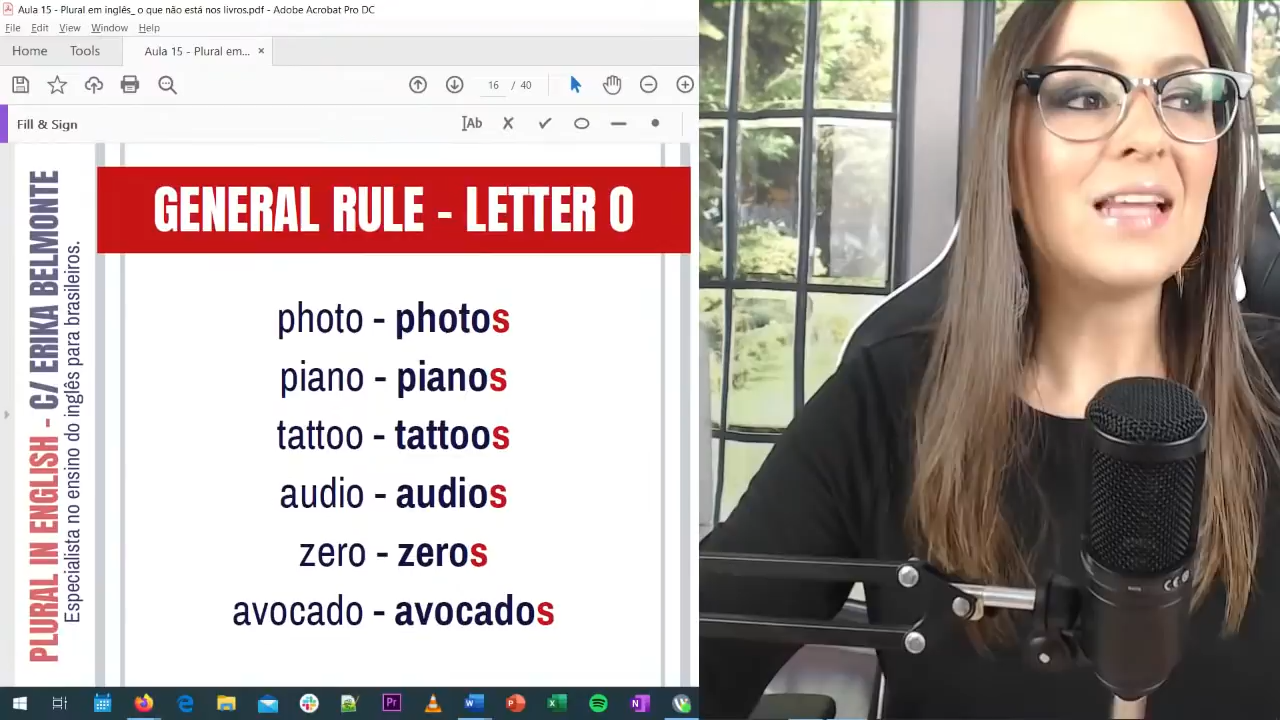 Aula 15 - Plural em inglês_ o que não está nos livros.pdf - Adobe Acrobat Pro DC
File Edit View Window Help
Home Tools Aula 15 - Plural em... ×
16 / 40
Fill & Sign
IAb
GENERAL RULE - LETTER O
photo - photos
piano - pianos
tattoo - tattoos
audio - audios
zero - zeros
avocado - avocados
PLURAL IN ENGLISH - C/ ERIKA BELMONTE
Especialista no ensino do inglês para brasileiros.
Pr